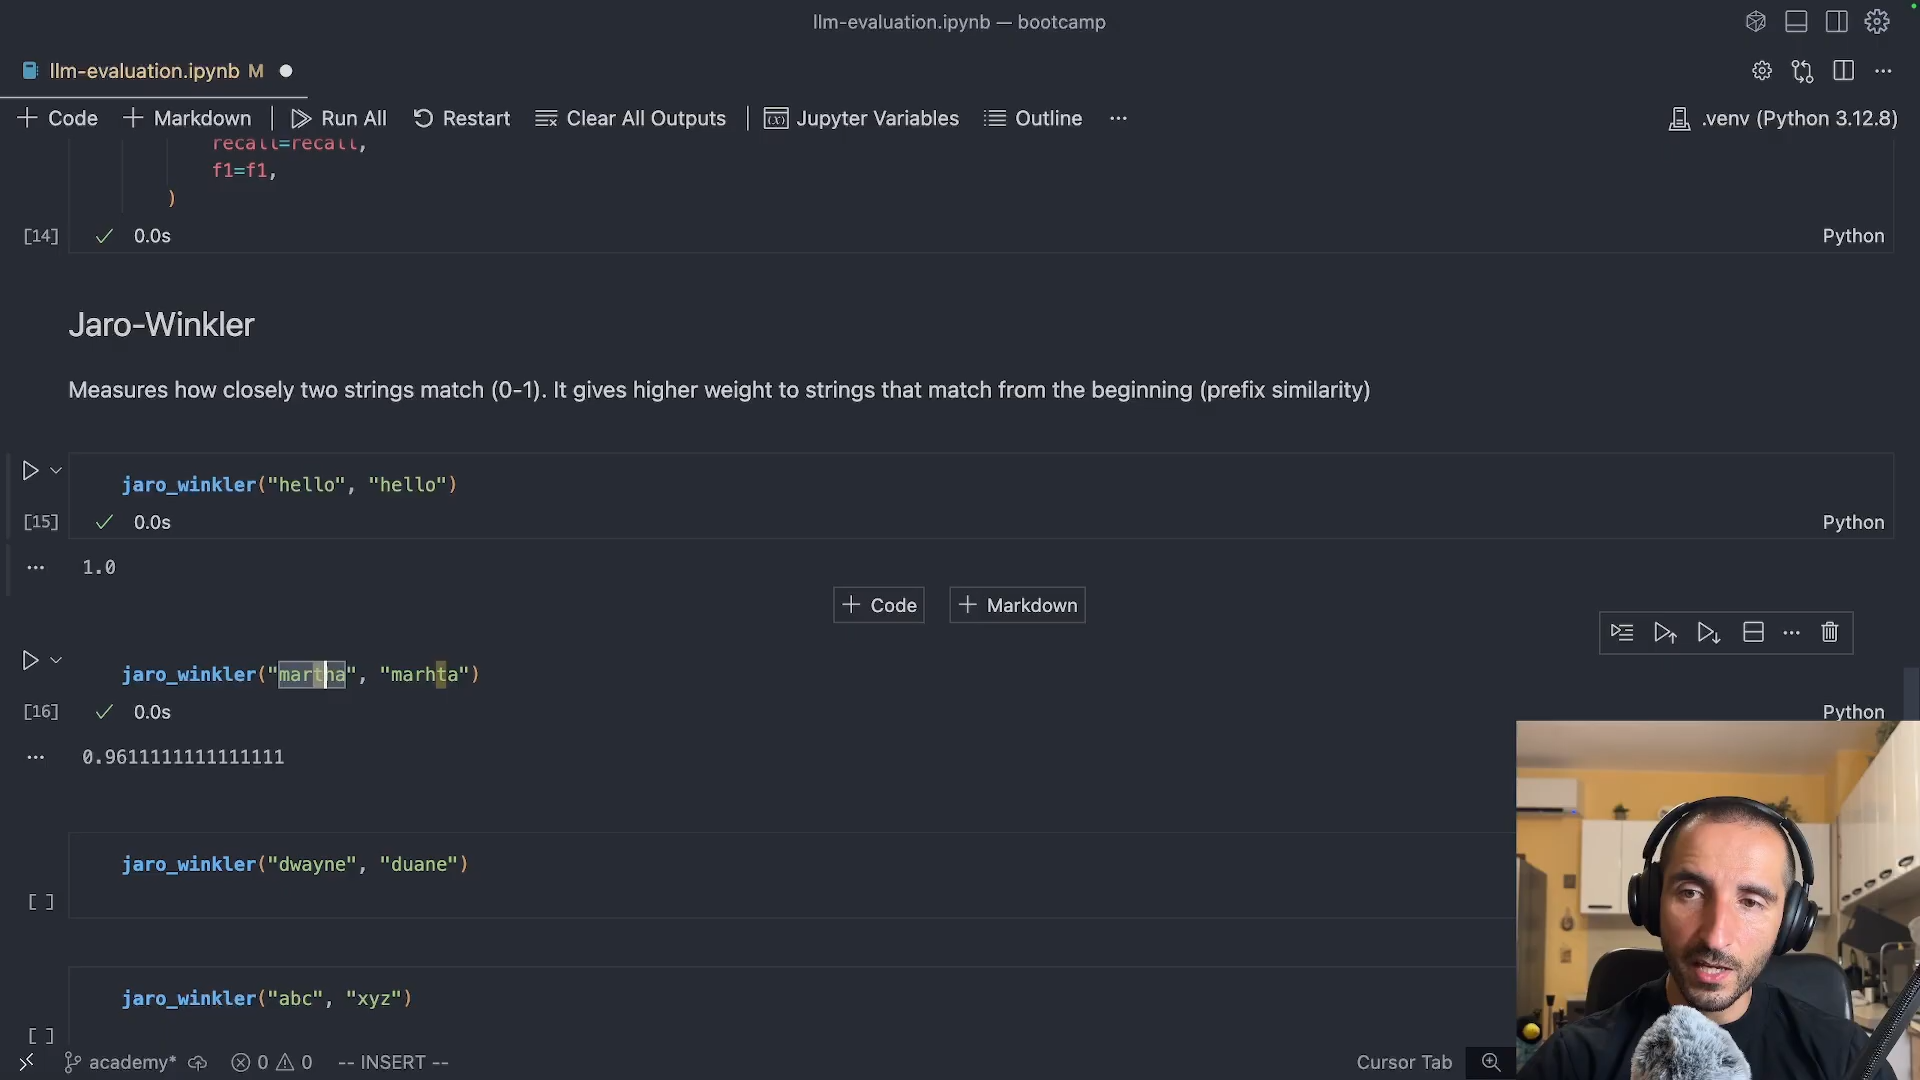 llm-evaluation.ipynb — bootcamp
llm-evaluation.ipynb M
Code Markdown Run All Restart Clear All Outputs Jupyter Variables Outline ··· .venv (Python 3.12.8)
recall=recall,
f1=f1,
)
[14] 0.0s Python
Jaro-Winkler
Measures how closely two strings match (0-1). It gives higher weight to strings that match from the beginning (prefix similarity)
jaro_winkler("hello", "hello")
[15] 0.0s Python
1.0
+ Code + Markdown
jaro_winkler("martha", "marhta")
[16] 0.0s Python
0.9611111111111111
jaro_winkler("dwayne", "duane")
[ ]
jaro_winkler("abc", "xyz")
[ ]
academy* 0 0 -- INSERT -- Cursor Tab